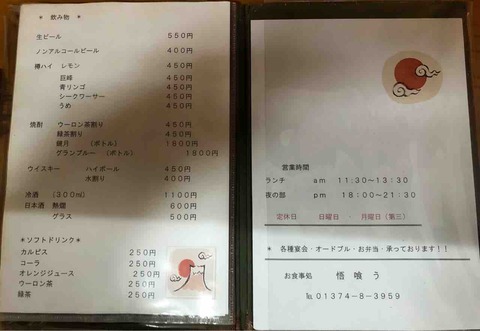 * 飲み物 *
生ビール 550円
ノンアルコールビール 400円
樽ハイ レモン 450円
巨峰 450円
青リンゴ 450円
シークワーサー 450円
うめ 450円
焼酎 ウーロン茶割り 450円
緑茶割り 450円
鏡月 (ボトル) 1800円
グランブルー (ボトル) 1900円
ウイスキー ハイボール 450円
水割り 400円
冷酒 (300ml) 1100円
日本酒 熱燗 600円
グラス 500円
*ソフトドリンク*
カルピス 250円
コーラ 250円
オレンジジュース 250円
ウーロン茶 250円
緑茶 250円
営業時間
ランチ am 11:30~13:30
夜の部 pm 18:00~21:30
定休日 日曜日 ・ 月曜日(第三)
* 各種宴会・オードブル・お弁当・承っております!!
お食事処 悟 喰 う
℡ 01374-8-3959